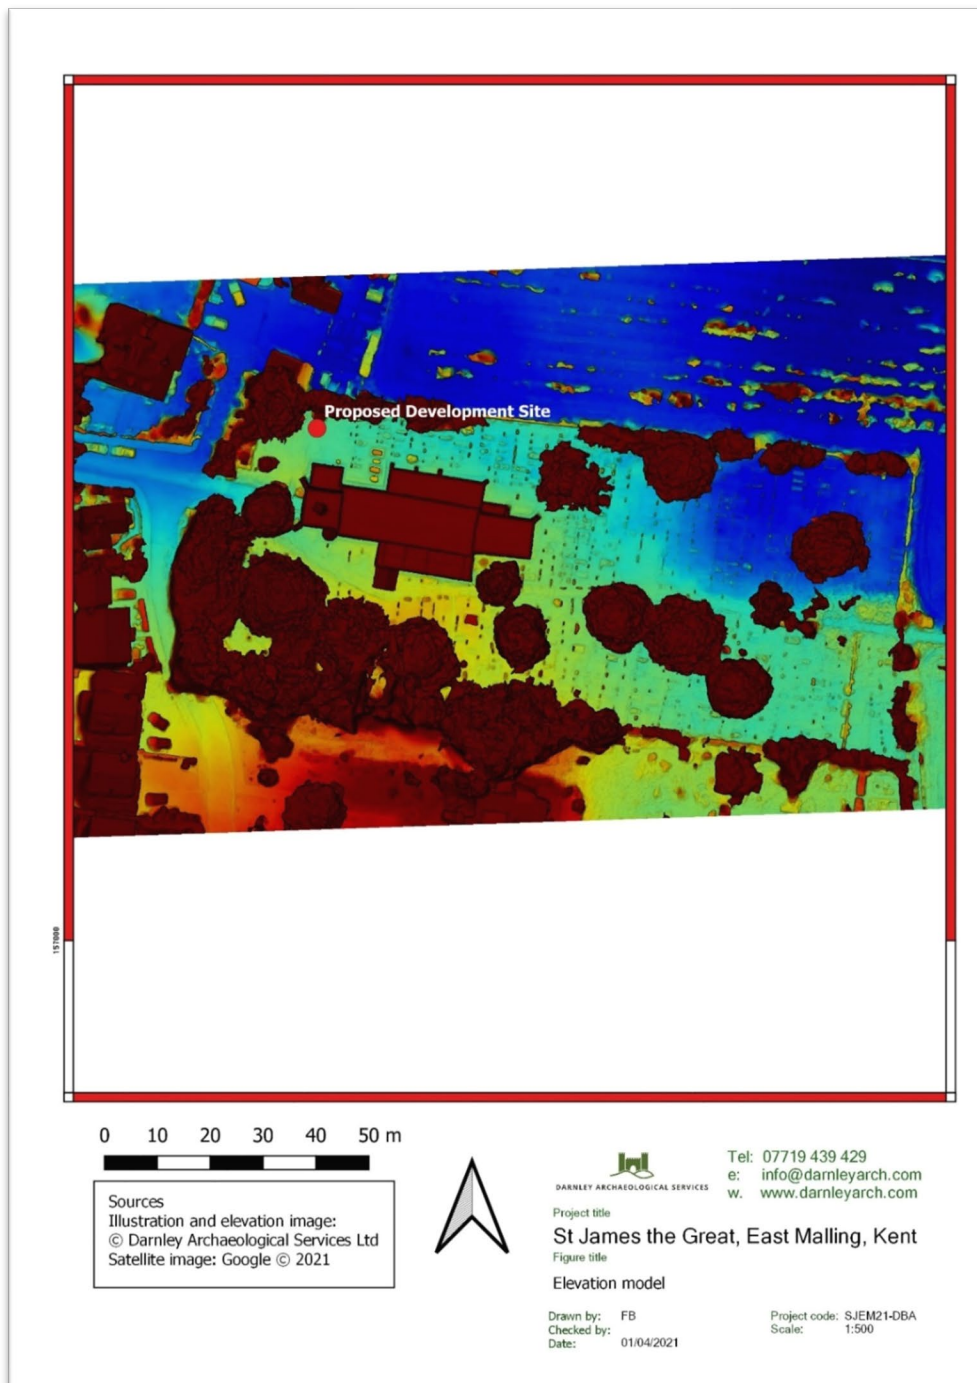 Proposed Development Site
157000
0 10 20 30 40 50 m
Sources
Illustration and elevation image:
© Darnley Archaeological Services Ltd
Satellite image: Google © 2021
DARNLEY ARCHAEOLOGICAL SERVICES
Tel: 07719 439 429
e: info@darnleyarch.com
w. www.darnleyarch.com
Project title
St James the Great, East Malling, Kent
Figure title
Elevation model
Drawn by: FB
Checked by:
Date: 01/04/2021
Project code: SJEM21-DBA
Scale: 1:500